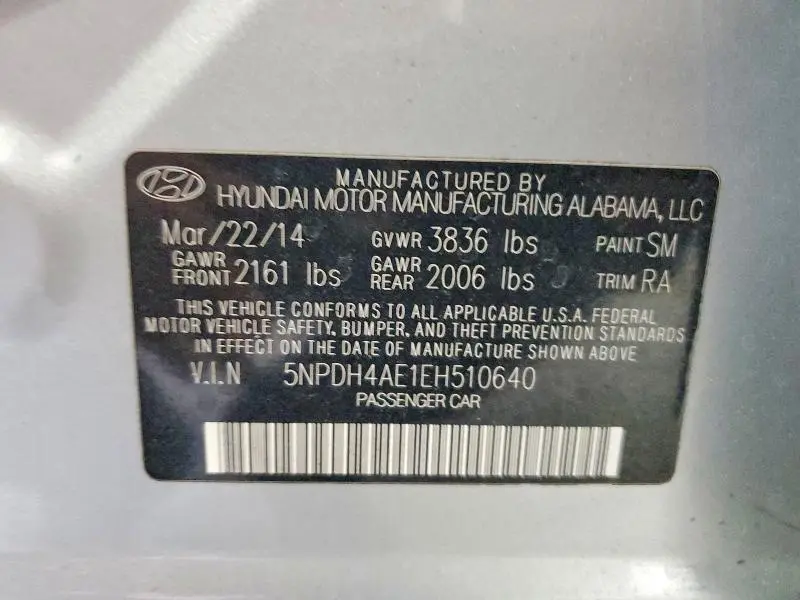 MANUFACTURED BY
HYUNDAI MOTOR MANUFACTURING ALABAMA, LLC
Mar/22/14 GVWR 3836 lbs PAINT SM
GAWR FRONT 2161 lbs GAWR REAR 2006 lbs TRIM RA
THIS VEHICLE CONFORMS TO ALL APPLICABLE U.S.A. FEDERAL
MOTOR VEHICLE SAFETY, BUMPER, AND THEFT PREVENTION STANDARDS
IN EFFECT ON THE DATE OF MANUFACTURE SHOWN ABOVE
V.I.N 5NPDH4AE1EH510640
PASSENGER CAR